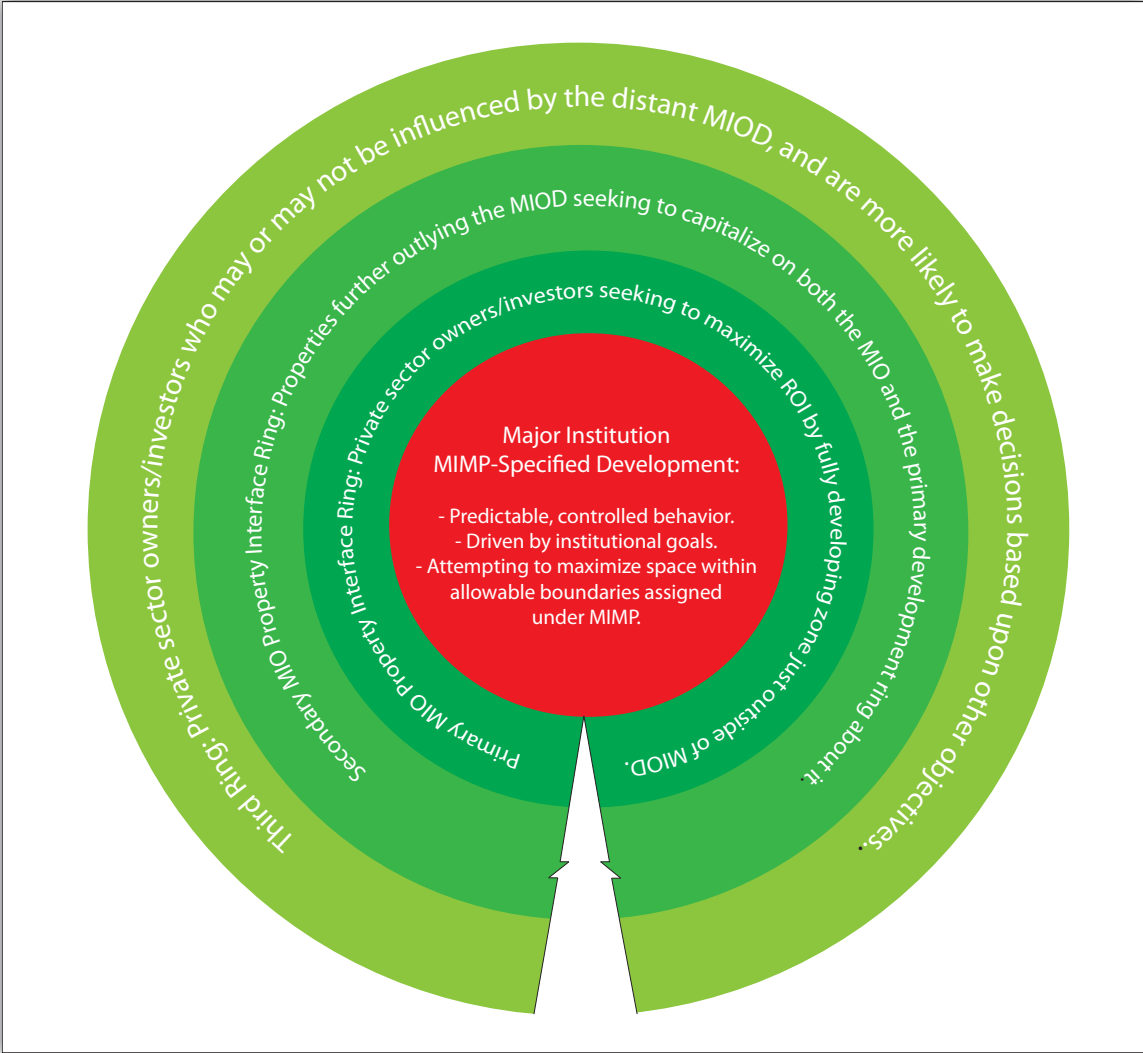 Third Ring: Private sector owners/investors who may or may not be influenced by the distant MIOD, and are more likely to make decisions based upon other objectives..
Secondary MIO Property Interface Ring: Properties further outlying the MIOD seeking to capitalize on both the MIO and the primary development ring about it.
Primary MIO Property Interface Ring: Private sector owners/investors seeking to maximize ROI by fully developing zone just outside of MIOD.
Major Institution
MIMP-Specified Development:
- Predictable, controlled behavior.
- Driven by institutional goals.
- Attempting to maximize space within
allowable boundaries assigned
under MIMP.